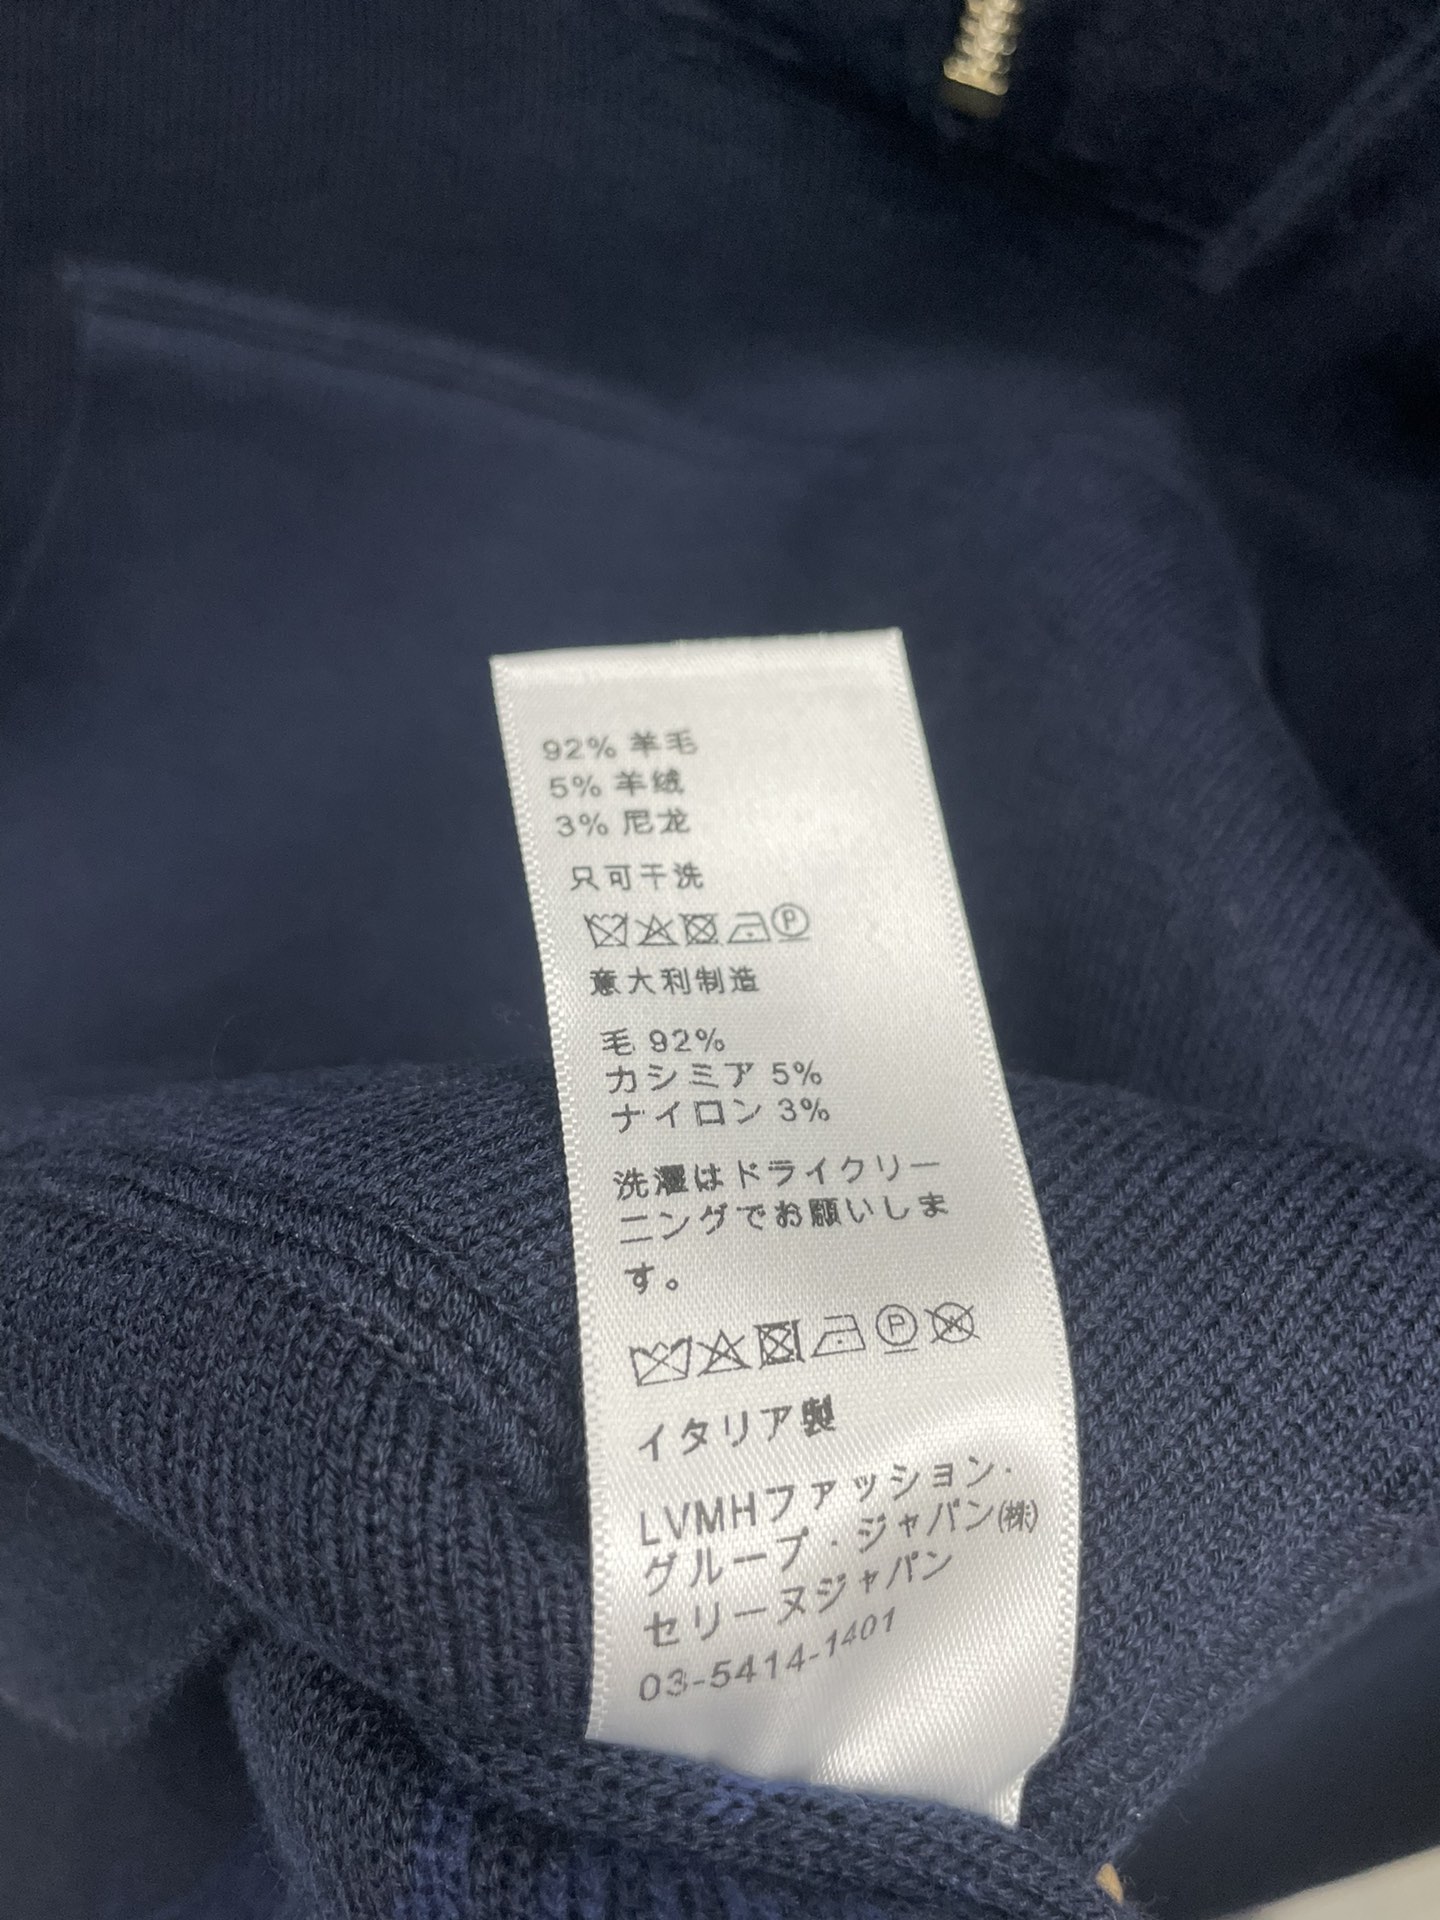 92% 羊毛
5% 羊绒
3% 尼龙
只可干洗
P
意大利制造
毛 92%
カシミア 5%
ナイロン 3%
洗濯はドライクリー
ニングでお願いしま
す。
P
イタリア製
LVMHファッション・
グループ・ジャパン㈱
セリーヌジャパン
03-5414-1401